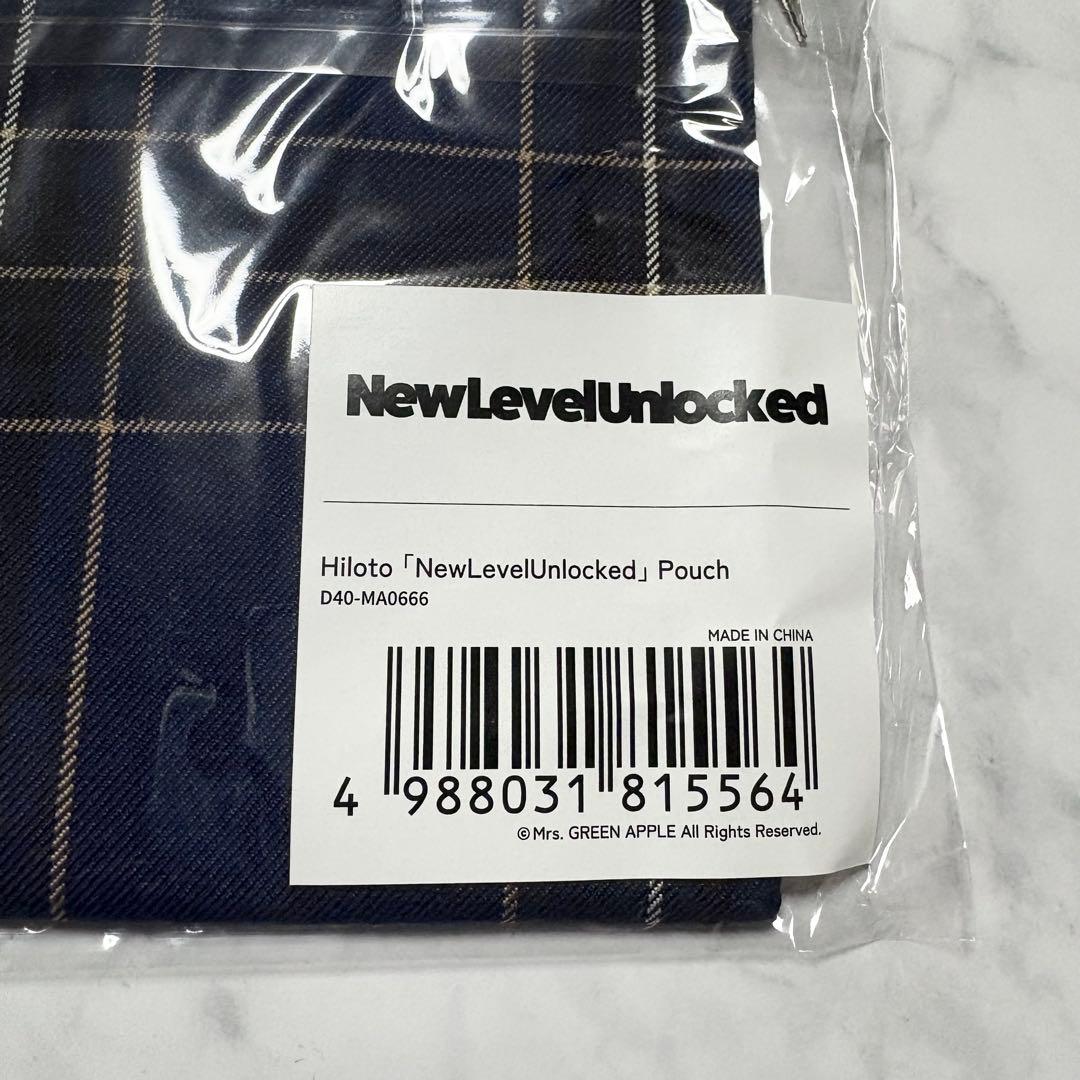 NewLevelUnlocked
Hiloto「NewLevelUnlocked」Pouch
D40-MA0666
MADE IN CHINA
4 988031 815564
©Mrs. GREEN APPLE All Rights Reserved.